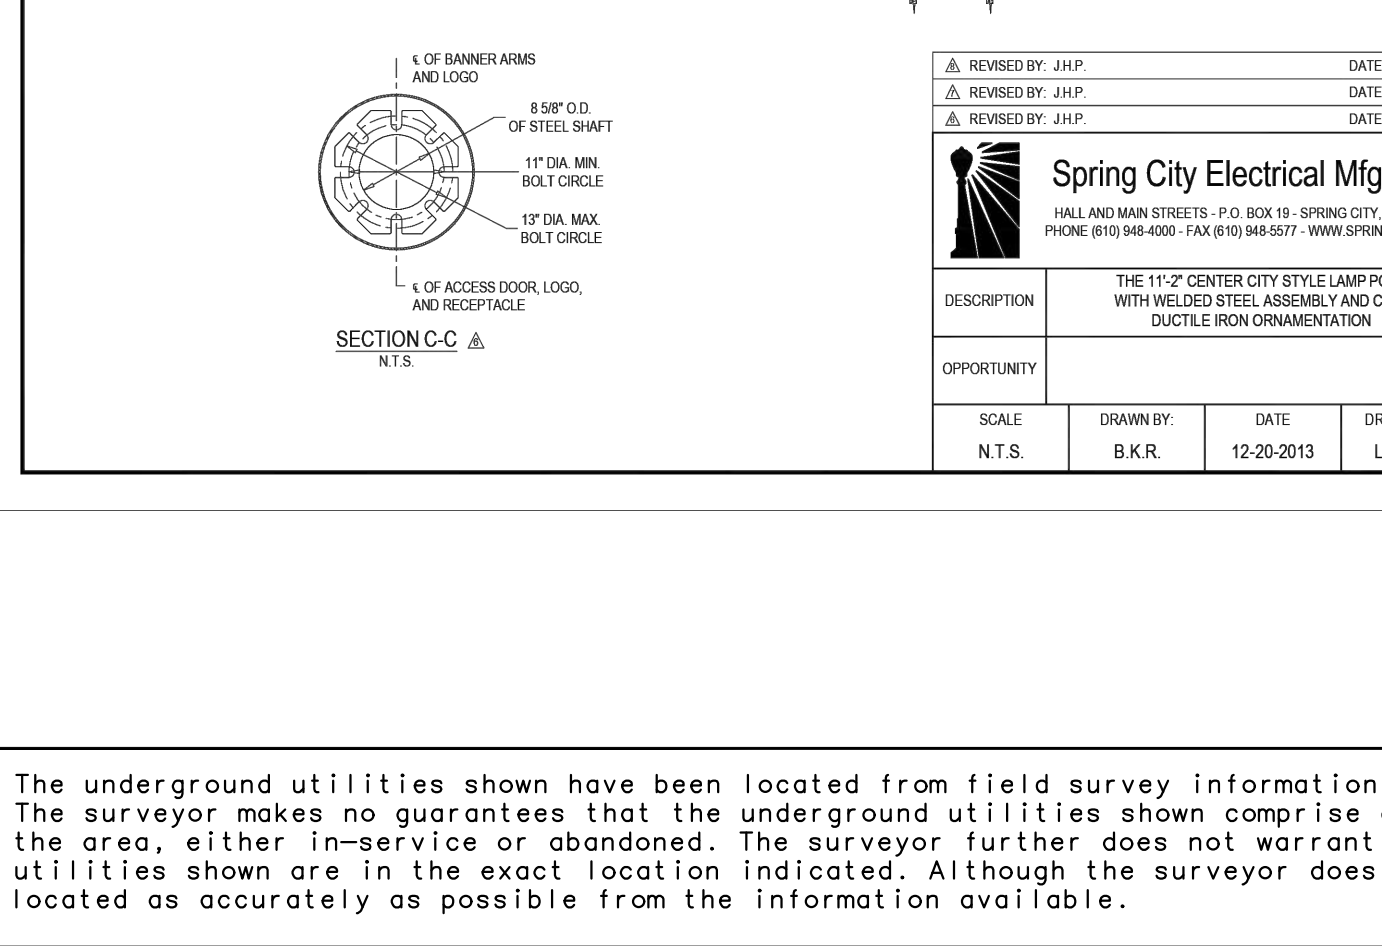 ℄ OF BANNER ARMS
AND LOGO
8 5/8" O.D.
OF STEEL SHAFT
11" DIA. MIN.
BOLT CIRCLE
13" DIA. MAX.
BOLT CIRCLE
℄ OF ACCESS DOOR, LOGO,
AND RECEPTACLE
SECTION C-C 6
N.T.S.
8 REVISED BY: J.H.P. DATE
7 REVISED BY: J.H.P. DATE
6 REVISED BY: J.H.P. DATE
Spring City Electrical Mfg
HALL AND MAIN STREETS - P.O. BOX 19 - SPRING CITY,
PHONE (610) 948-4000 - FAX (610) 948-5577 - WWW.SPRIN
DESCRIPTION
THE 11'-2" CENTER CITY STYLE LAMP PO
WITH WELDED STEEL ASSEMBLY AND C
DUCTILE IRON ORNAMENTATION
OPPORTUNITY
SCALE
N.T.S.
DRAWN BY:
B.K.R.
DATE
12-20-2013
DR
L
The underground utilities shown have been located from field survey information
The surveyor makes no guarantees that the underground utilities shown comprise
the area, either in—service or abandoned. The surveyor further does not warrant
utilities shown are in the exact location indicated. Although the surveyor does
located as accurately as possible from the information available.